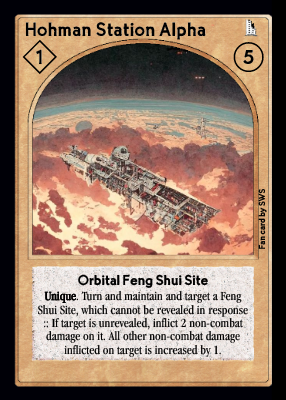 Hohman Station Alpha
1
5
Fan card by SWS
Orbital Feng Shui Site
Unique. Turn and maintain and target a Feng
Shui Site, which cannot be revealed in response
:: If target is unrevealed, inflict 2 non-combat
damage on it. All other non-combat damage
inflicted on target is increased by 1.